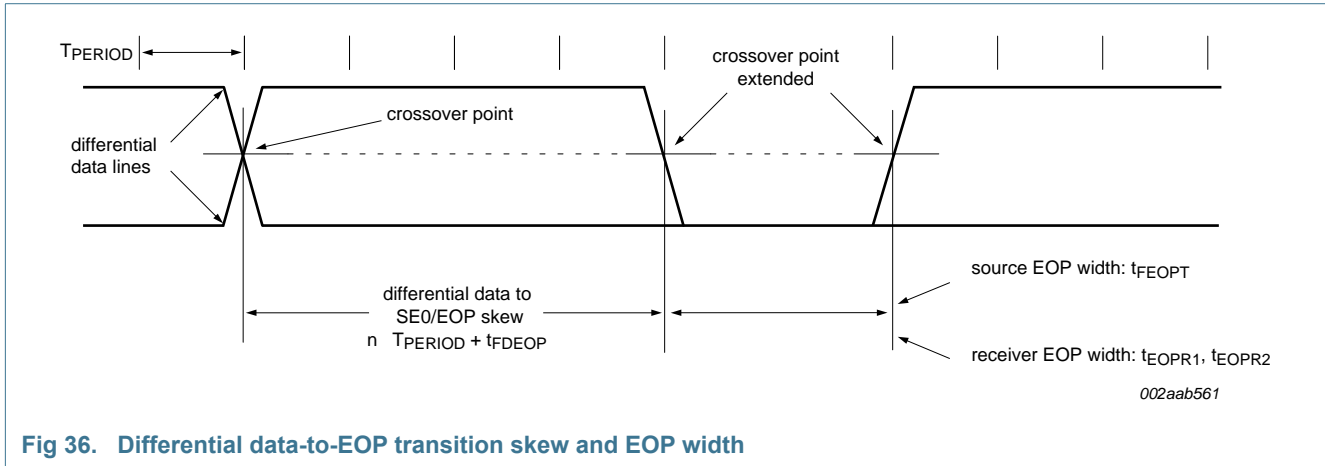 TPERIOD
crossover point
extended
crossover point
differential
data lines
differential data to
SE0/EOP skew
n TPERIOD + tFDEOP
source EOP width: tFEOPT
receiver EOP width: tEOPR1, tEOPR2
002aab561
Fig 36. Differential data-to-EOP transition skew and EOP width